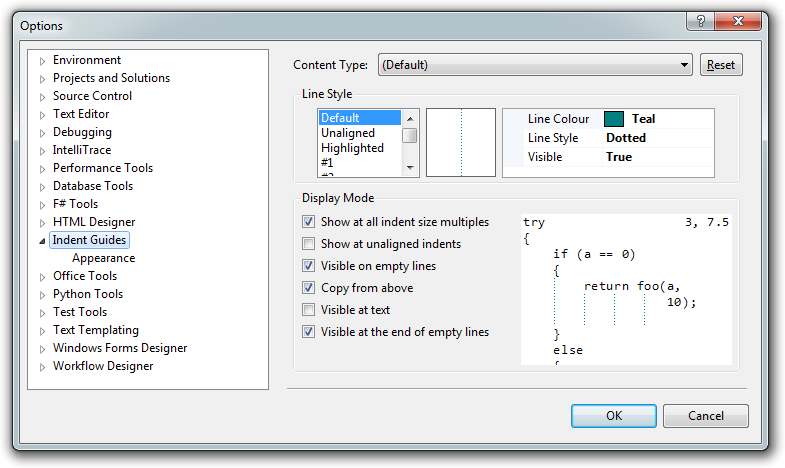 Options
Environment
Projects and Solutions
Source Control
Text Editor
Debugging
IntelliTrace
Performance Tools
Database Tools
F# Tools
HTML Designer
Indent Guides
Appearance
Office Tools
Python Tools
Test Tools
Text Templating
Windows Forms Designer
Workflow Designer
Content Type: (Default) Reset
Line Style
Default
Unaligned
Highlighted
#1
Line Colour Teal
Line Style Dotted
Visible True
Display Mode
Show at all indent size multiples
Show at unaligned indents
Visible on empty lines
Copy from above
Visible at text
Visible at the end of empty lines
try 3, 7.5
{
if (a == 0)
{
return foo(a,
10);
}
else
{
OK Cancel